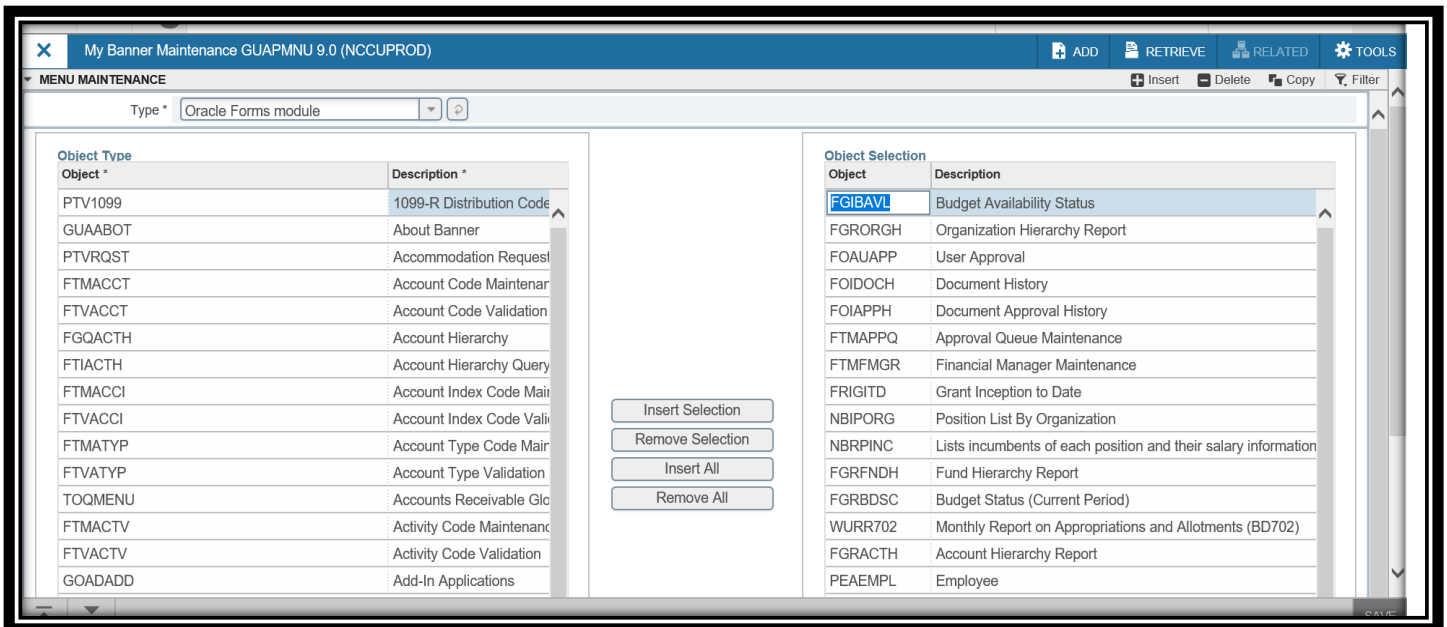 My Banner Maintenance GUAPMNU 9.0 (NCCUPROD) ADD RETRIEVE RELATED TOOLS
MENU MAINTENANCE Insert Delete Copy Filter
Type * Oracle Forms module
Object Type
Object * Description *
PTV1099 1099-R Distribution Code
GUAABOT About Banner
PTVRQST Accommodation Request
FTMACCT Account Code Maintenar
FTVACCT Account Code Validation
FGQACTH Account Hierarchy
FTIACTH Account Hierarchy Query
FTMACCI Account Index Code Mai
FTVACCI Account Index Code Vali
FTMATYP Account Type Code Mair
FTVATYP Account Type Validation
TOQMENU Accounts Receivable Glo
FTMACTV Activity Code Maintenanc
FTVACTV Activity Code Validation
GOADADD Add-In Applications
Insert Selection
Remove Selection
Insert All
Remove All
Object Selection
Object Description
FGIBAVL Budget Availability Status
FGRORGH Organization Hierarchy Report
FOAUAPP User Approval
FOIDOCH Document History
FOIAPPH Document Approval History
FTMAPPQ Approval Queue Maintenance
FTMFMGR Financial Manager Maintenance
FRIGITD Grant Inception to Date
NBIPORG Position List By Organization
NBRPINC Lists incumbents of each position and their salary information
FGRFNDH Fund Hierarchy Report
FGRBDSC Budget Status (Current Period)
WURR702 Monthly Report on Appropriations and Allotments (BD702)
FGRACTH Account Hierarchy Report
PEAEMPL Employee
SAVE